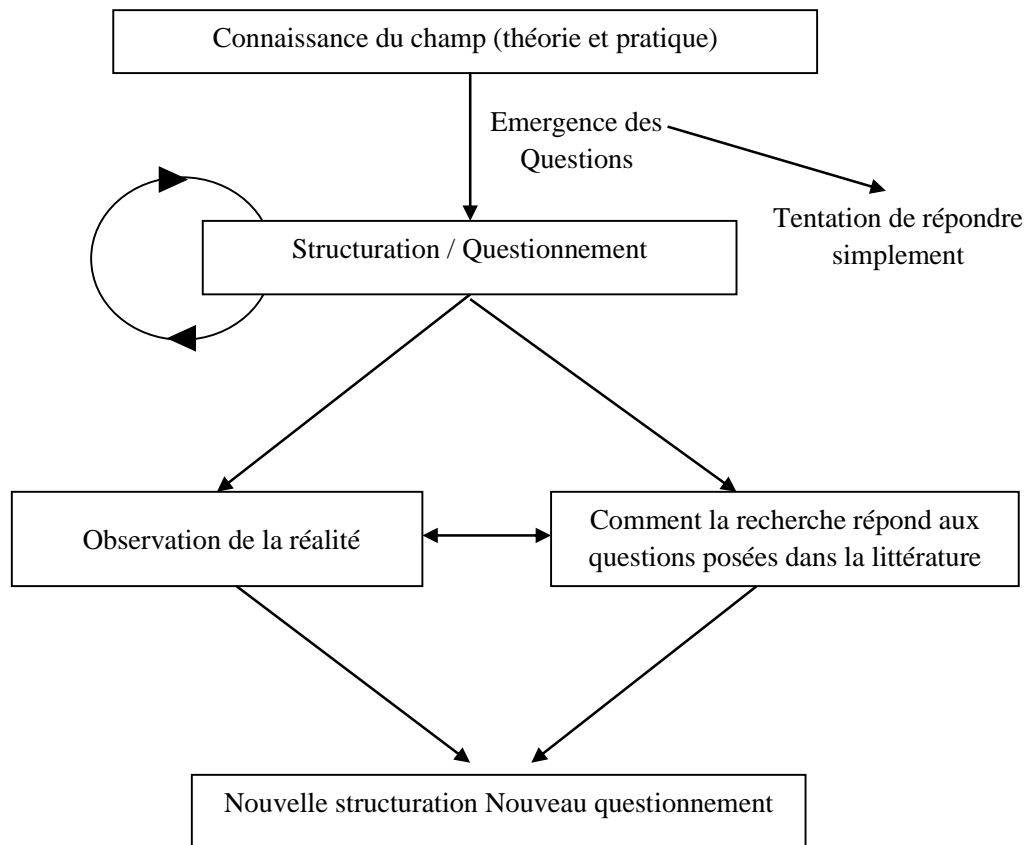 Connaissance du champ (théorie et pratique)
Emergence des
Questions
Tentation de répondre
simplement
Structuration / Questionnement
Observation de la réalité
Comment la recherche répond aux
questions posées dans la littérature
Nouvelle structuration Nouveau questionnement